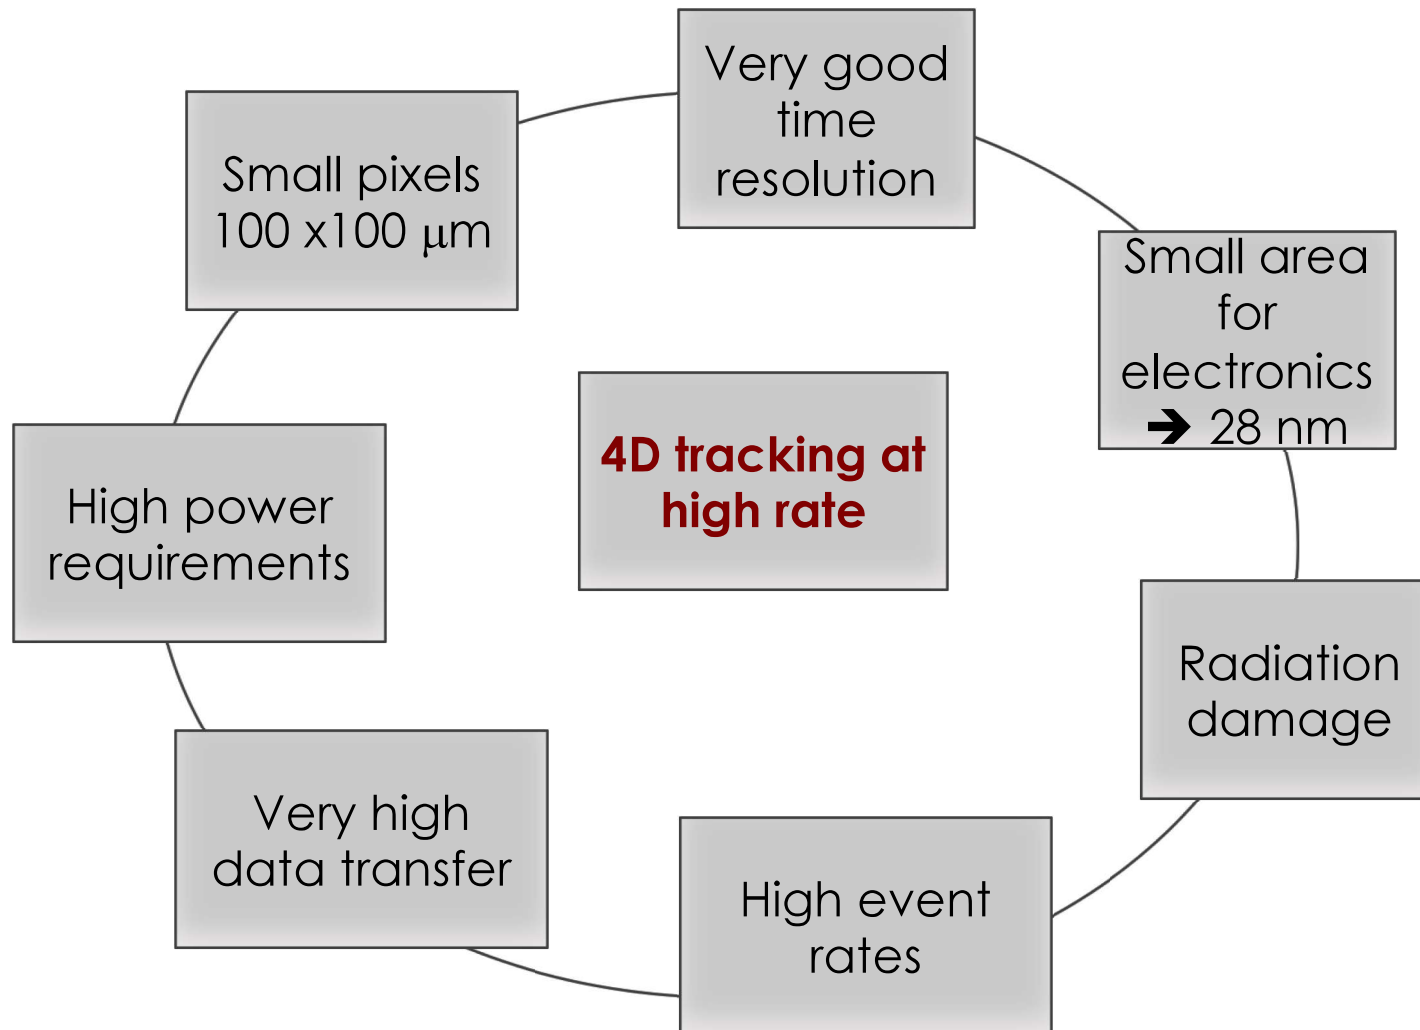 Very good
time
resolution
Small pixels
100 x100 μm
Small area
for
electronics
➔ 28 nm
4D tracking at
high rate
High power
requirements
Radiation
damage
Very high
data transfer
High event
rates